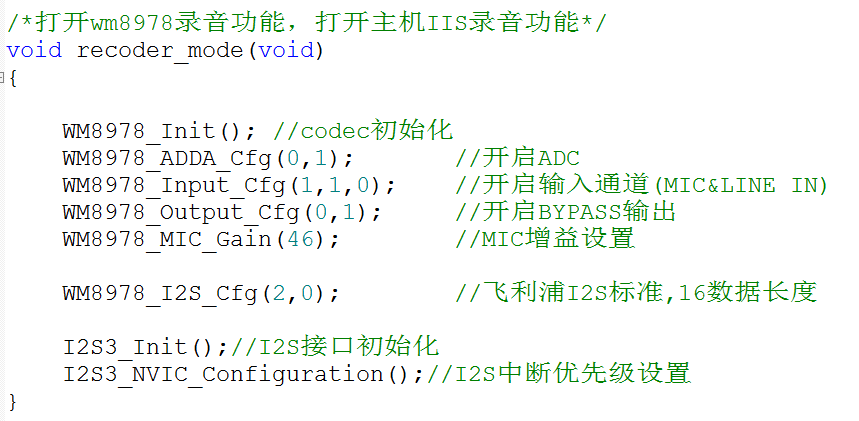 /*打开wm8978录音功能，打开主机IIS录音功能*/
void recoder_mode(void)
{
WM8978_Init(); //codec初始化
WM8978_ADDA_Cfg(0,1); //开启ADC
WM8978_Input_Cfg(1,1,0); //开启输入通道(MIC&LINE IN)
WM8978_Output_Cfg(0,1); //开启BYPASS输出
WM8978_MIC_Gain(46); //MIC增益设置
WM8978_I2S_Cfg(2,0); //飞利浦I2S标准,16数据长度
I2S3_Init();//I2S接口初始化
I2S3_NVIC_Configuration();//I2S中断优先级设置
}